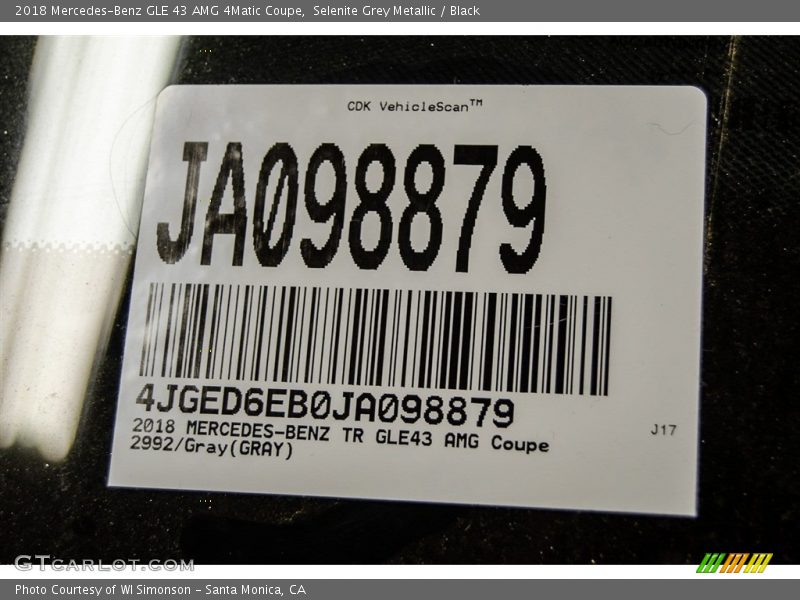 2018 Mercedes-Benz GLE 43 AMG 4Matic Coupe, Selenite Grey Metallic / Black
CDK VehicleScan™
JA098879
4JGED6EB0JA098879
2018 MERCEDES-BENZ TR GLE43 AMG Coupe
2992/Gray(GRAY)
J17
GTcarlot.com
Photo Courtesy of WI Simonson - Santa Monica, CA